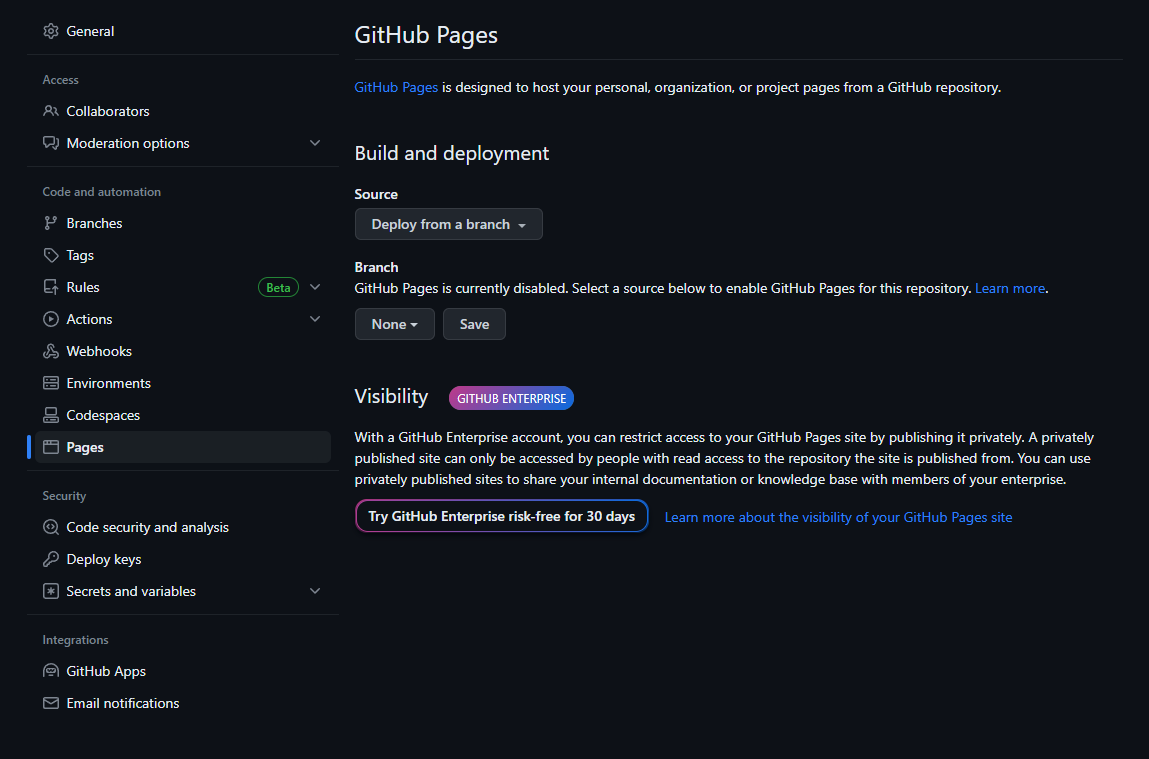 General
Access
Collaborators
Moderation options
Code and automation
Branches
Tags
Rules
Beta
Actions
Webhooks
Environments
Codespaces
Pages
Security
Code security and analysis
Deploy keys
Secrets and variables
Integrations
GitHub Apps
Email notifications
GitHub Pages
GitHub Pages is designed to host your personal, organization, or project pages from a GitHub repository.
Build and deployment
Source
Deploy from a branch
Branch
GitHub Pages is currently disabled. Select a source below to enable GitHub Pages for this repository. Learn more.
None
Save
Visibility
GITHUB ENTERPRISE
With a GitHub Enterprise account, you can restrict access to your GitHub Pages site by publishing it privately. A privately
published site can only be accessed by people with read access to the repository the site is published from. You can use
privately published sites to share your internal documentation or knowledge base with members of your enterprise.
Try GitHub Enterprise risk-free for 30 days
Learn more about the visibility of your GitHub Pages site